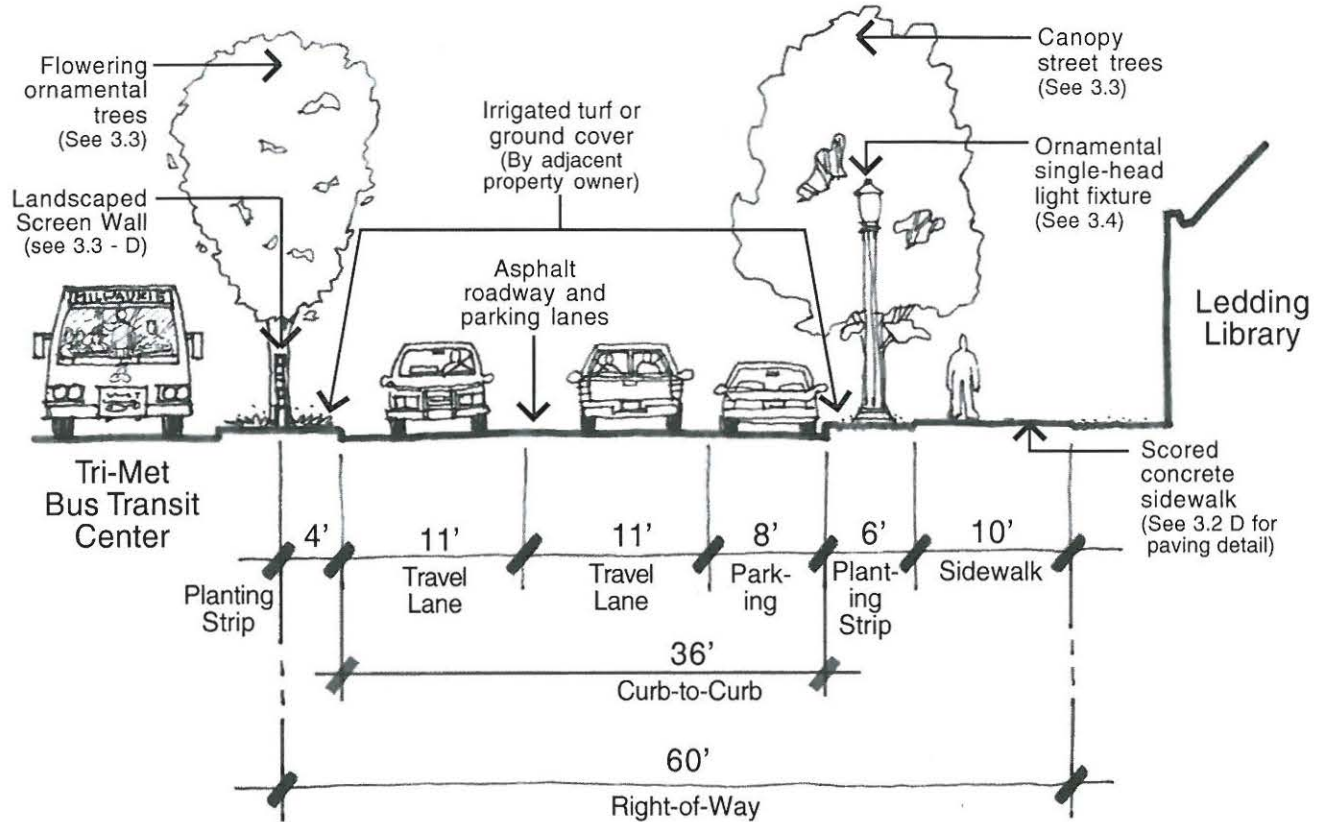 Flowering
ornamental
trees
(See 3.3)
Landscaped
Screen Wall
(see 3.3 - D)
Irrigated turf or
ground cover
(By adjacent
property owner)
Asphalt
roadway and
parking lanes
Canopy
street trees
(See 3.3)
Ornamental
single-head
light fixture
(See 3.4)
Ledding
Library
MILWAUKIE
Tri-Met
Bus Transit
Center
Scored
concrete
sidewalk
(See 3.2 D for
paving detail)
4' 11' 11' 8' 6' 10'
Planting
Strip
Travel
Lane
Travel
Lane
Park-
ing
Plant-
ing
Strip
Sidewalk
36'
Curb-to-Curb
60'
Right-of-Way